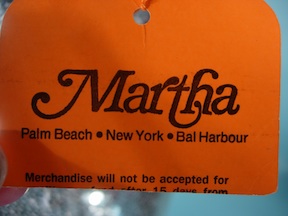 Martha
Palm Beach • New York • Bal Harbour
Merchandise will not be accepted for
after 15 days from